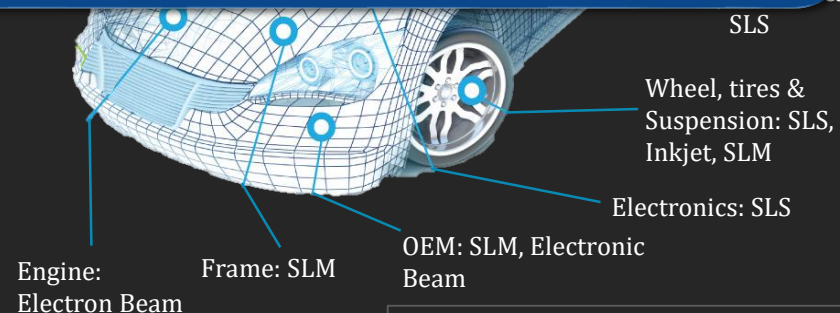 SLS
Wheel, tires &
Suspension: SLS,
Inkjet, SLM
Electronics: SLS
OEM: SLM, Electronic
Beam
Frame: SLM
Engine:
Electron Beam